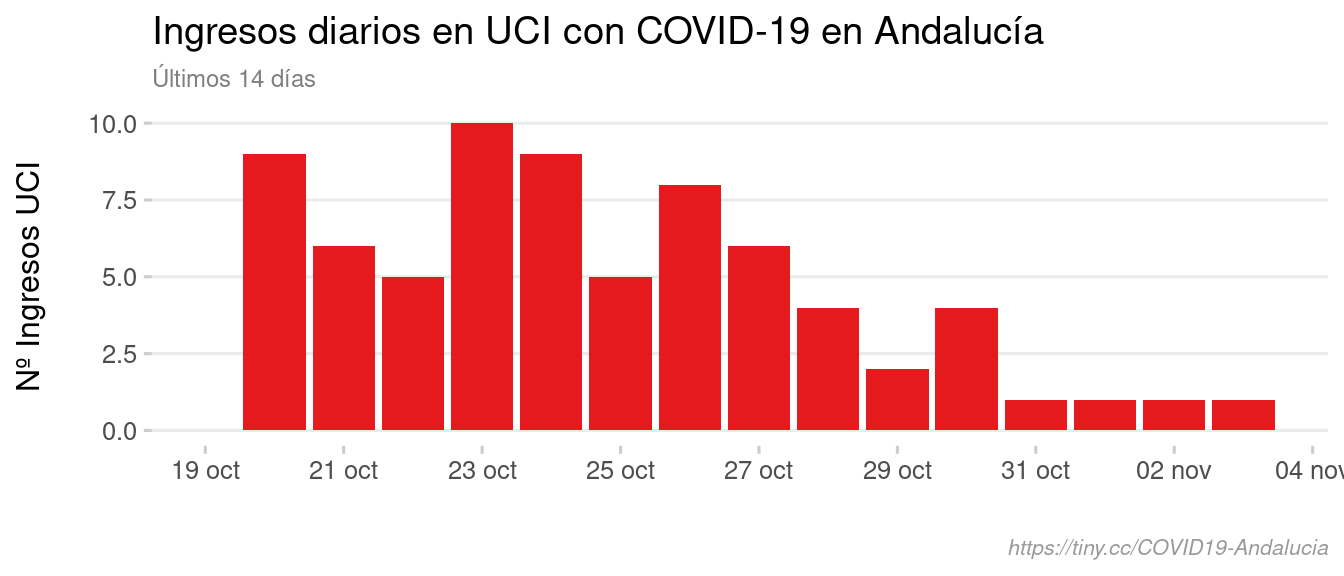 Ingresos diarios en UCI con COVID-19 en Andalucía
Últimos 14 días
Nº Ingresos UCI
10.0
7.5
5.0
2.5
0.0
19 oct 21 oct 23 oct 25 oct 27 oct 29 oct 31 oct 02 nov 04 nov
https://tiny.cc/COVID19-Andalucia